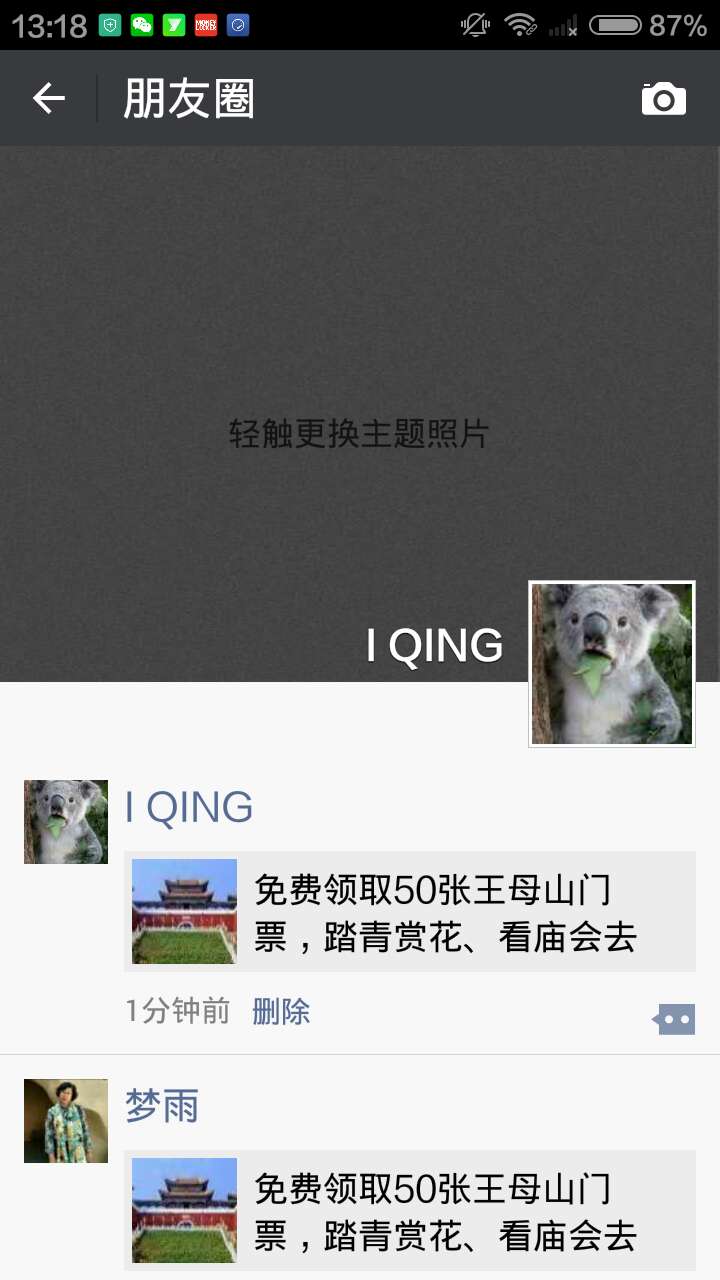 13:18 87%
朋友圈
轻触更换主题照片
I QING
I QING
免费领取50张王母山门
票，踏青赏花、看庙会去
1分钟前 删除
梦雨
免费领取50张王母山门
票，踏青赏花、看庙会去